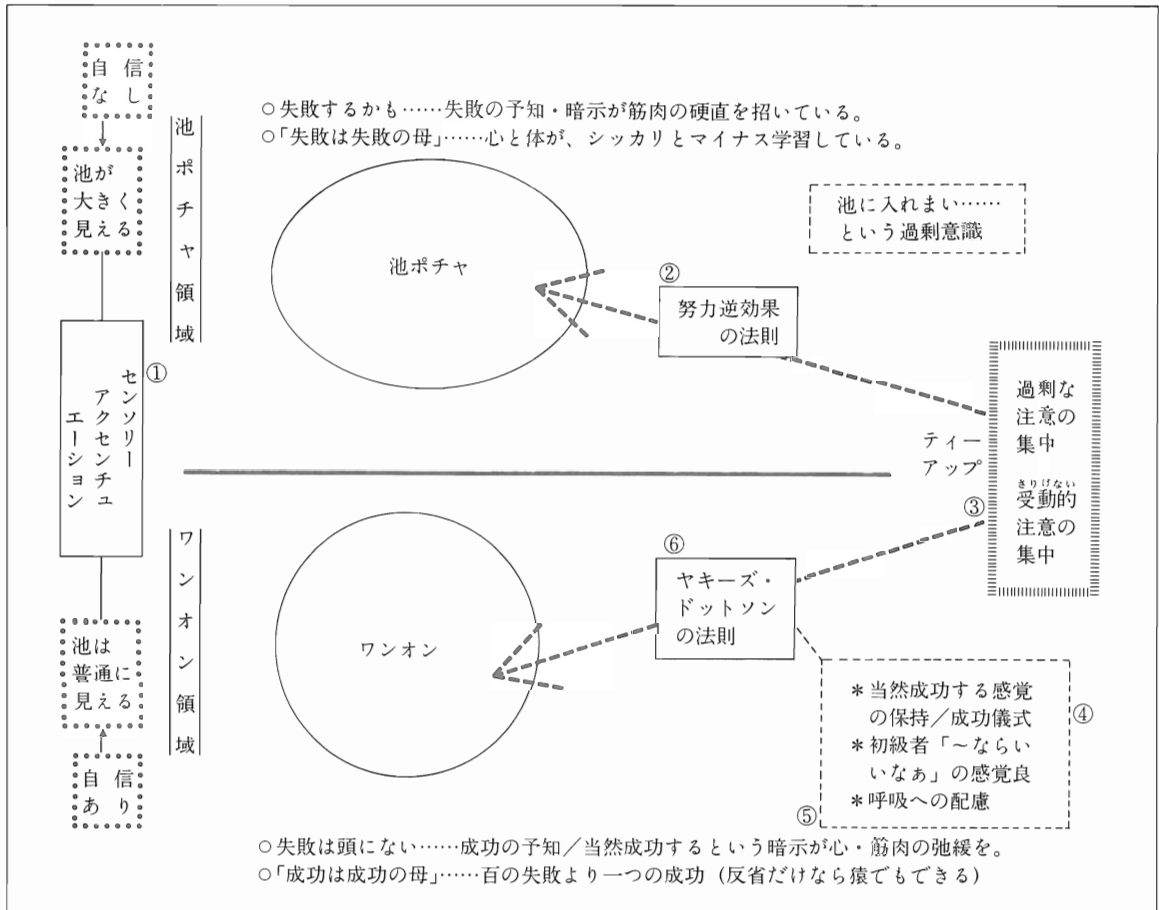 自信
なし
池が
大きく
見える
池ポチャ領域
○失敗するかも……失敗の予知・暗示が筋肉の硬直を招いている。
○「失敗は失敗の母」……心と体が、シッカリとマイナス学習している。
池ポチャ
池に入れまい……
という過剰意識
②
努力逆効果
の法則
①
センソリー
アクセンチュ
エーション
過剰な
注意の
集中
ティー
アップ
③
きりげない
受動的
注意の
集中
ワンオン領域
池は
普通に
見える
自信
あり
ワンオン
⑥
ヤキーズ・
ドットソン
の法則
④
*当然成功する感覚
の保持/成功儀式
*初級者「~ならい
いなぁ」の感覚良
*呼吸への配慮
⑤
○失敗は頭にない……成功の予知/当然成功するという暗示が心・筋肉の弛緩を。
○「成功は成功の母」……百の失敗より一つの成功(反省だけなら猿でもできる)